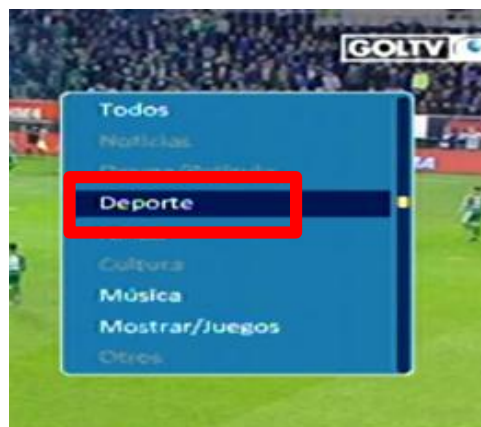 GOLTV
Todos
Noticias
Deporte
Cultura
Música
Mostrar/Juegos
Otros